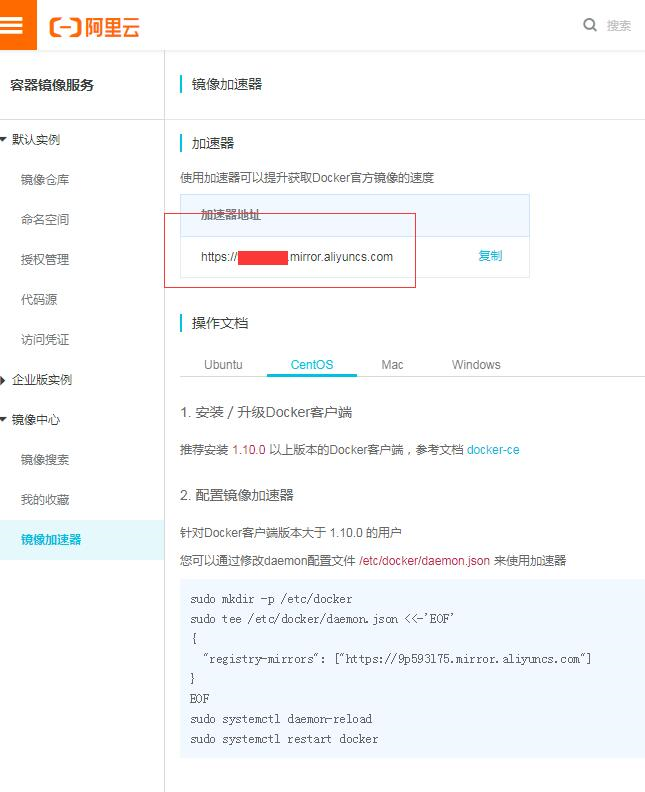 阿里云
搜索
容器镜像服务
默认实例
镜像仓库
命名空间
授权管理
代码源
访问凭证
企业版实例
镜像中心
镜像搜索
我的收藏
镜像加速器
镜像加速器
加速器
使用加速器可以提升获取Docker官方镜像的速度
加速器地址
https:// .mirror.aliyuncs.com 复制
操作文档
Ubuntu CentOS Mac Windows
1. 安装 / 升级Docker客户端
推荐安装 1.10.0 以上版本的Docker客户端，参考文档 docker-ce
2. 配置镜像加速器
针对Docker客户端版本大于 1.10.0 的用户
您可以通过修改daemon配置文件 /etc/docker/daemon.json 来使用加速器
sudo mkdir -p /etc/docker
sudo tee /etc/docker/daemon.json <<-'EOF'
{
"registry-mirrors": ["https://9p593175.mirror.aliyuncs.com"]
}
EOF
sudo systemctl daemon-reload
sudo systemctl restart docker